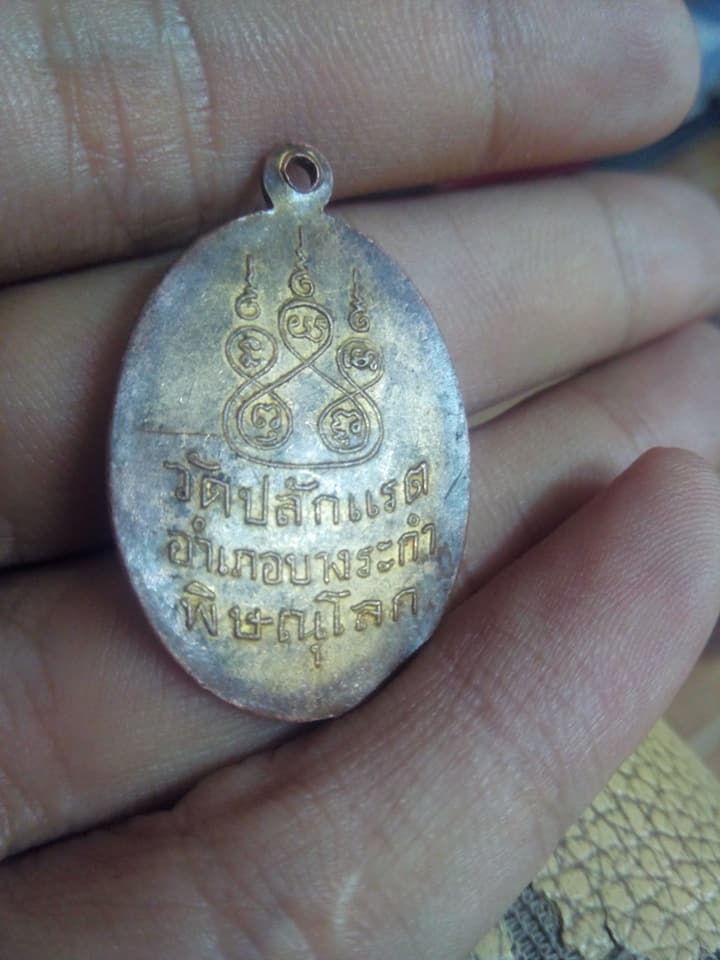 วัดปลักแรต
อำเภอบางระกำ
พิษณุโลก